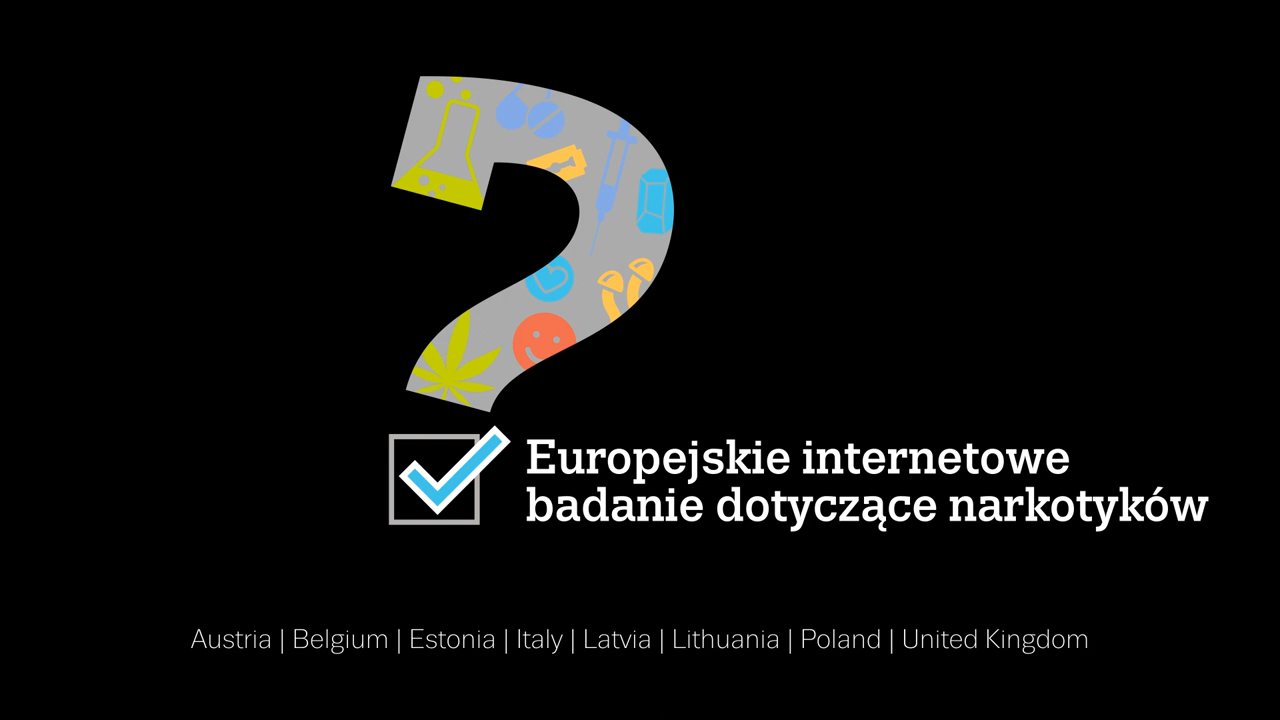 Europejskie internetowe
badanie dotyczące narkotyków
Austria | Belgium | Estonia | Italy | Latvia | Lithuania | Poland | United Kingdom